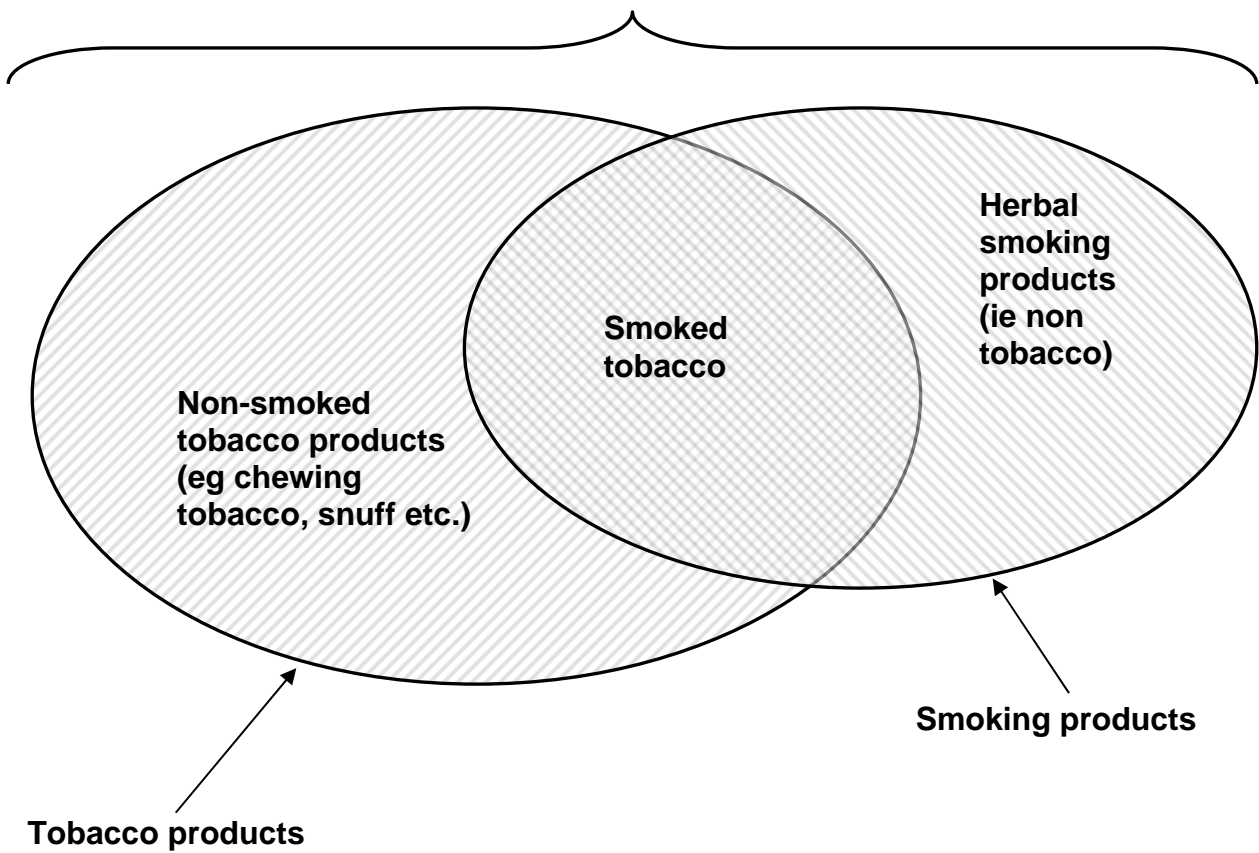 Herbal
smoking
products
(ie non
tobacco)
Smoked
tobacco
Non-smoked
tobacco products
(eg chewing
tobacco, snuff etc.)
Smoking products
Tobacco products